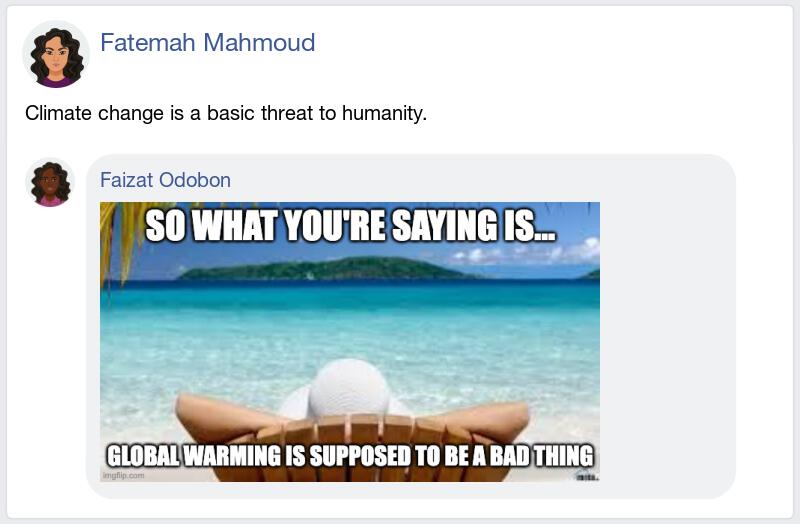 Fatemah Mahmoud
Climate change is a basic threat to humanity.
Faizat Odobon
SO WHAT YOU'RE SAYING IS...
GLOBAL WARMING IS SUPPOSED TO BE A BAD THING
imgflip.com